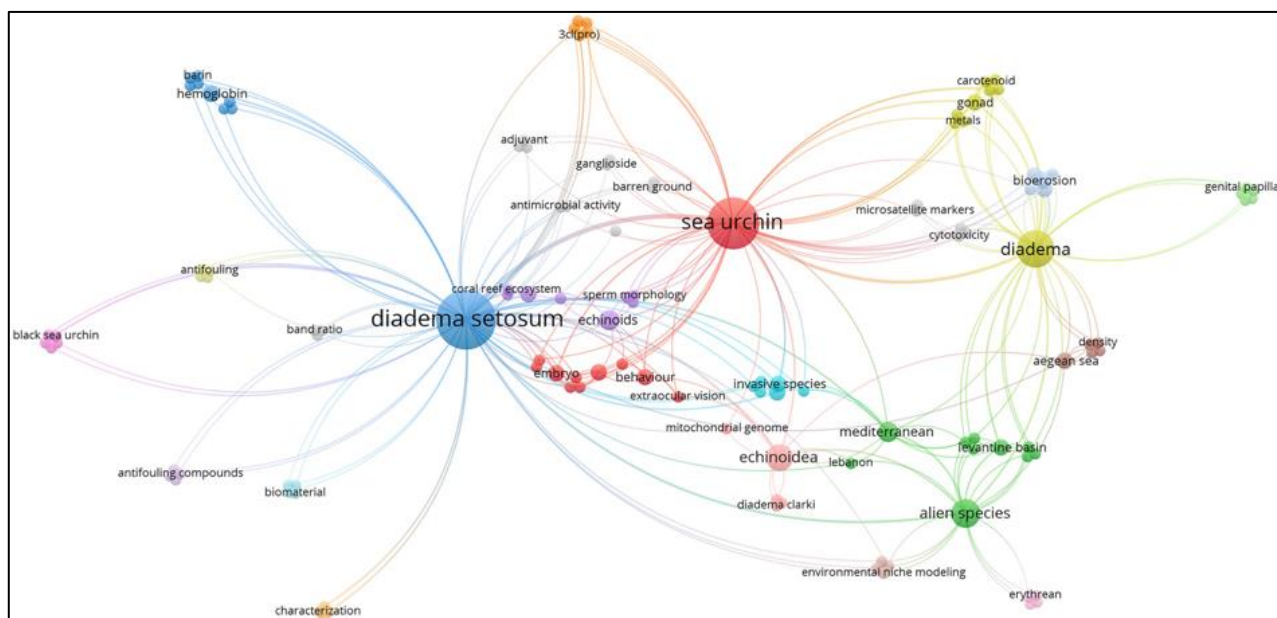 3cl(pro)
barin
hemoglobin
carotenoid
gonad
metals
adjuvant
ganglioside
barren ground
antimicrobial activity
bioerosion
genital papilla
microsatellite markers
sea urchin
cytotoxicity
diadema
antifouling
coral reef ecosystem
sperm morphology
diadema setosum
echinoids
black sea urchin
band ratio
density
aegean sea
embryo
behaviour
invasive species
extraocular vision
mitochondrial genome
mediterranean
levantine basin
echinoidea
lebanon
antifouling compounds
biomaterial
diadema clarki
alien species
environmental niche modeling
erythrean
characterization